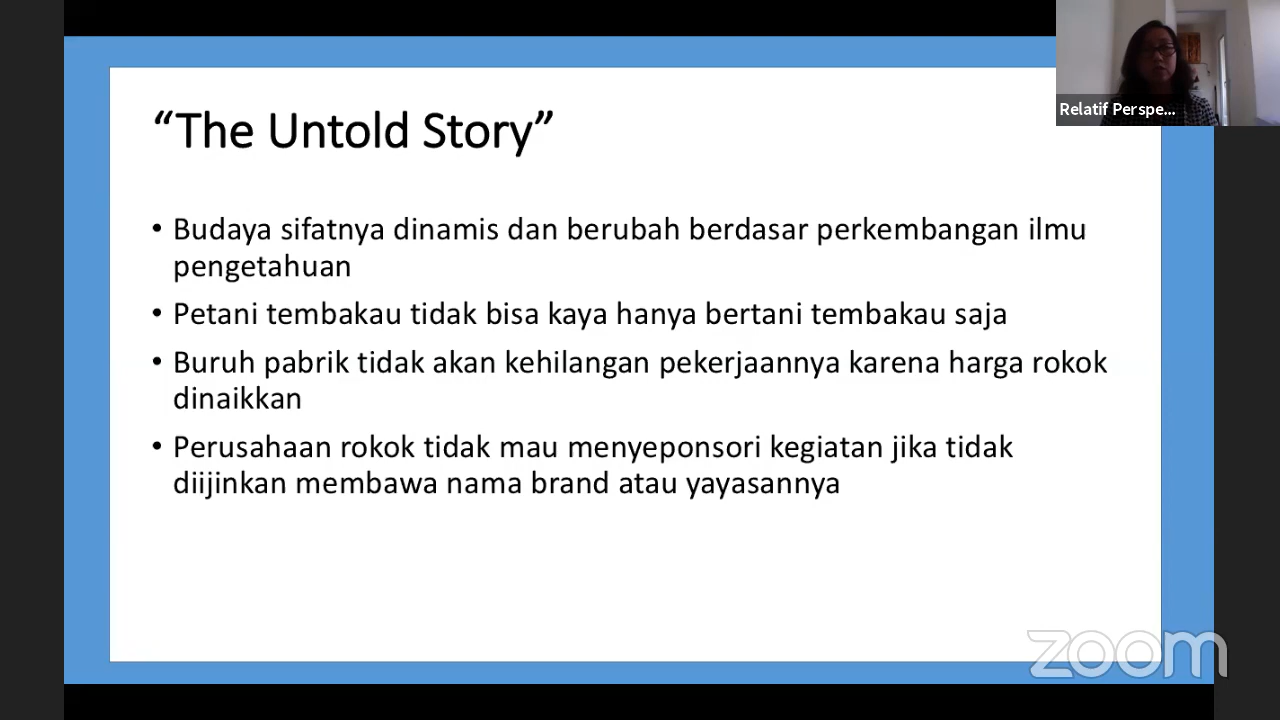 “The Untold Story”
• Budaya sifatnya dinamis dan berubah berdasar perkembangan ilmu
pengetahuan
• Petani tembakau tidak bisa kaya hanya bertani tembakau saja
• Buruh pabrik tidak akan kehilangan pekerjaannya karena harga rokok
dinaikkan
• Perusahaan rokok tidak mau menyeponsori kegiatan jika tidak
diijinkan membawa nama brand atau yayasannya
Relatif Perspe...
zoom